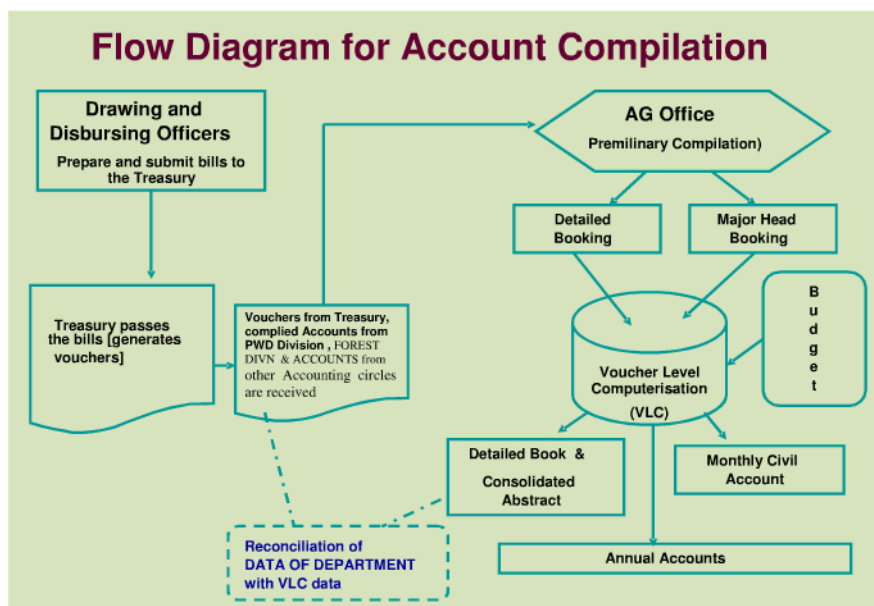 Flow Diagram for Account Compilation
Drawing and
Disbursing Officers
Prepare and submit bills to
the Treasury
AG Office
Premilinary Compilation)
Detailed
Booking
Major Head
Booking
B
u
d
g
e
t
Treasury passes
the bills [generates
vouchers]
Vouchers from Treasury,
complied Accounts from
PWD Division , FOREST
DIVN & ACCOUNTS from
other Accounting circles
are received
Voucher Level
Computerisation
(VLC)
Detailed Book &
Consolidated
Abstract
Monthly Civil
Account
Reconciliation of
DATA OF DEPARTMENT
with VLC data
Annual Accounts